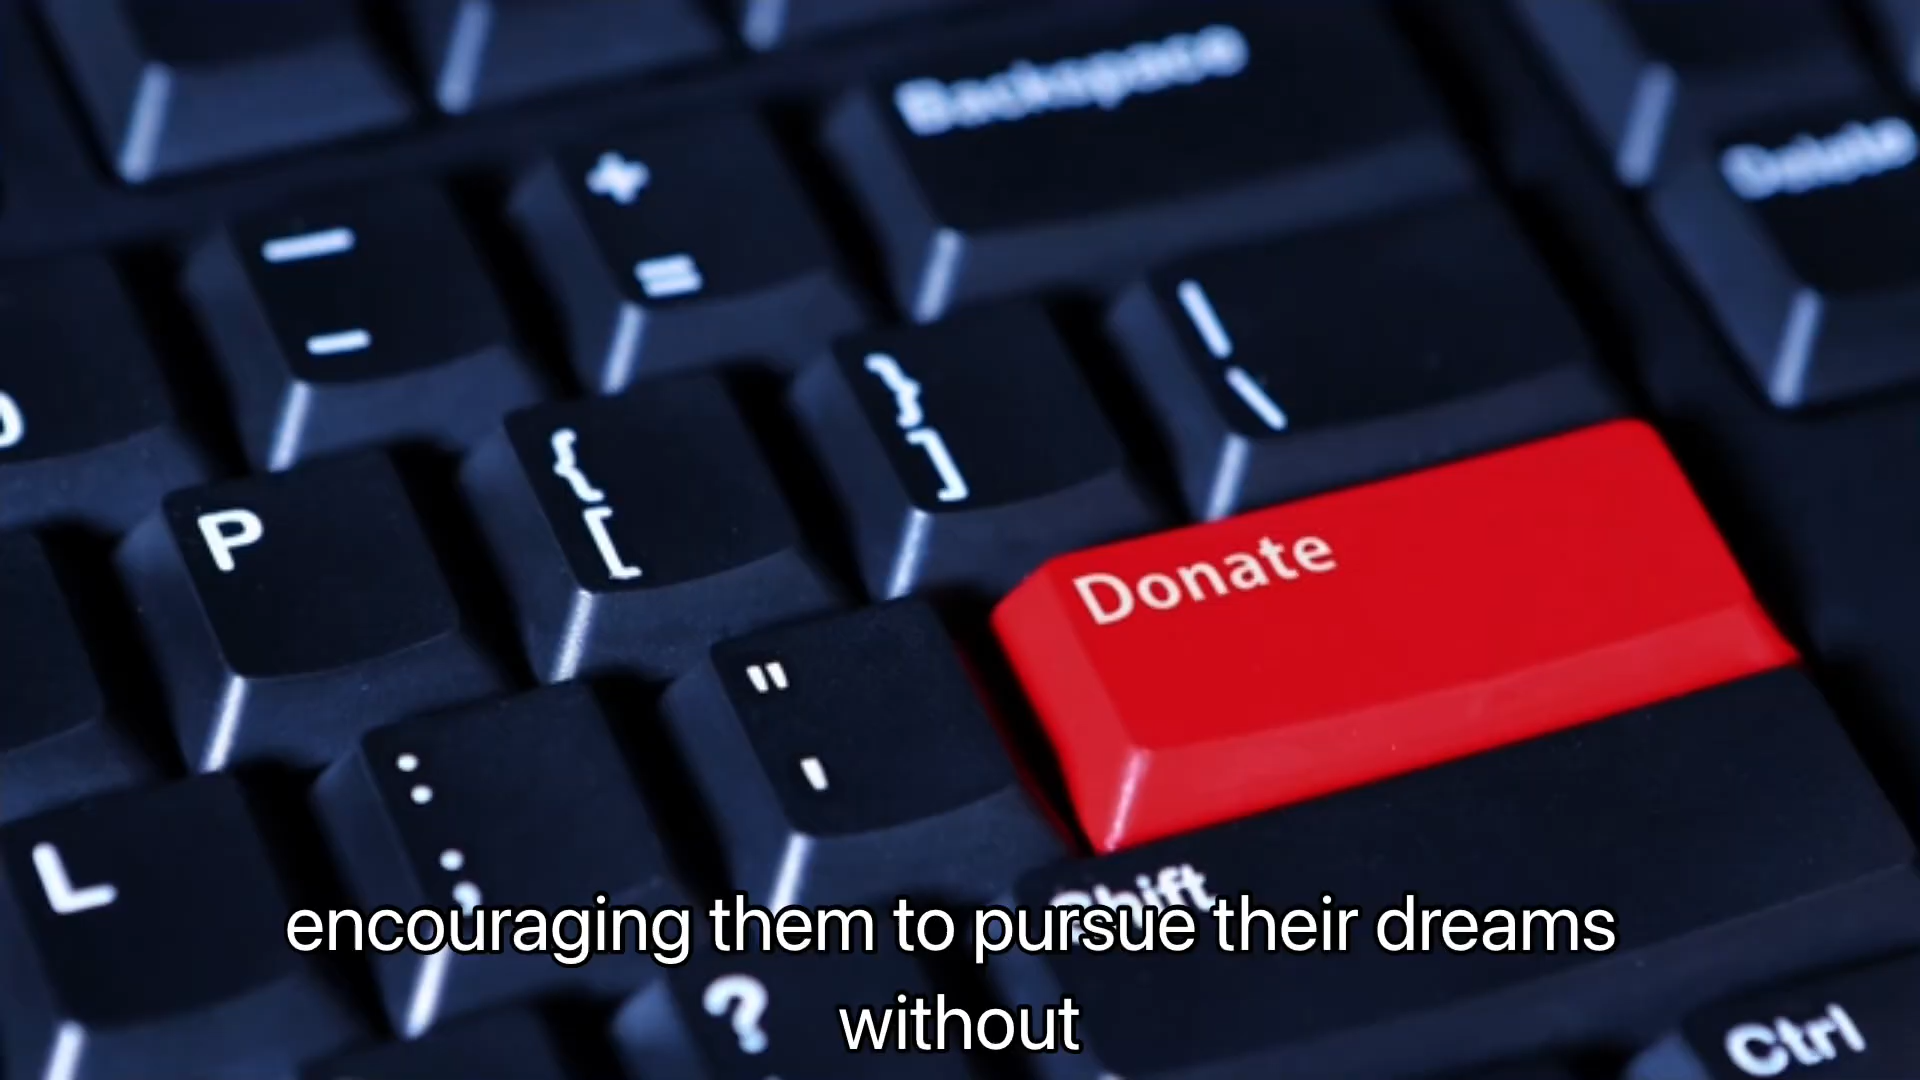 Backspace
Delete
+
=
—
-
}
]
{
[
P
Donate
"
'
:
;
L
Shift
?
Ctrl
encouraging them to pursue their dreams
without